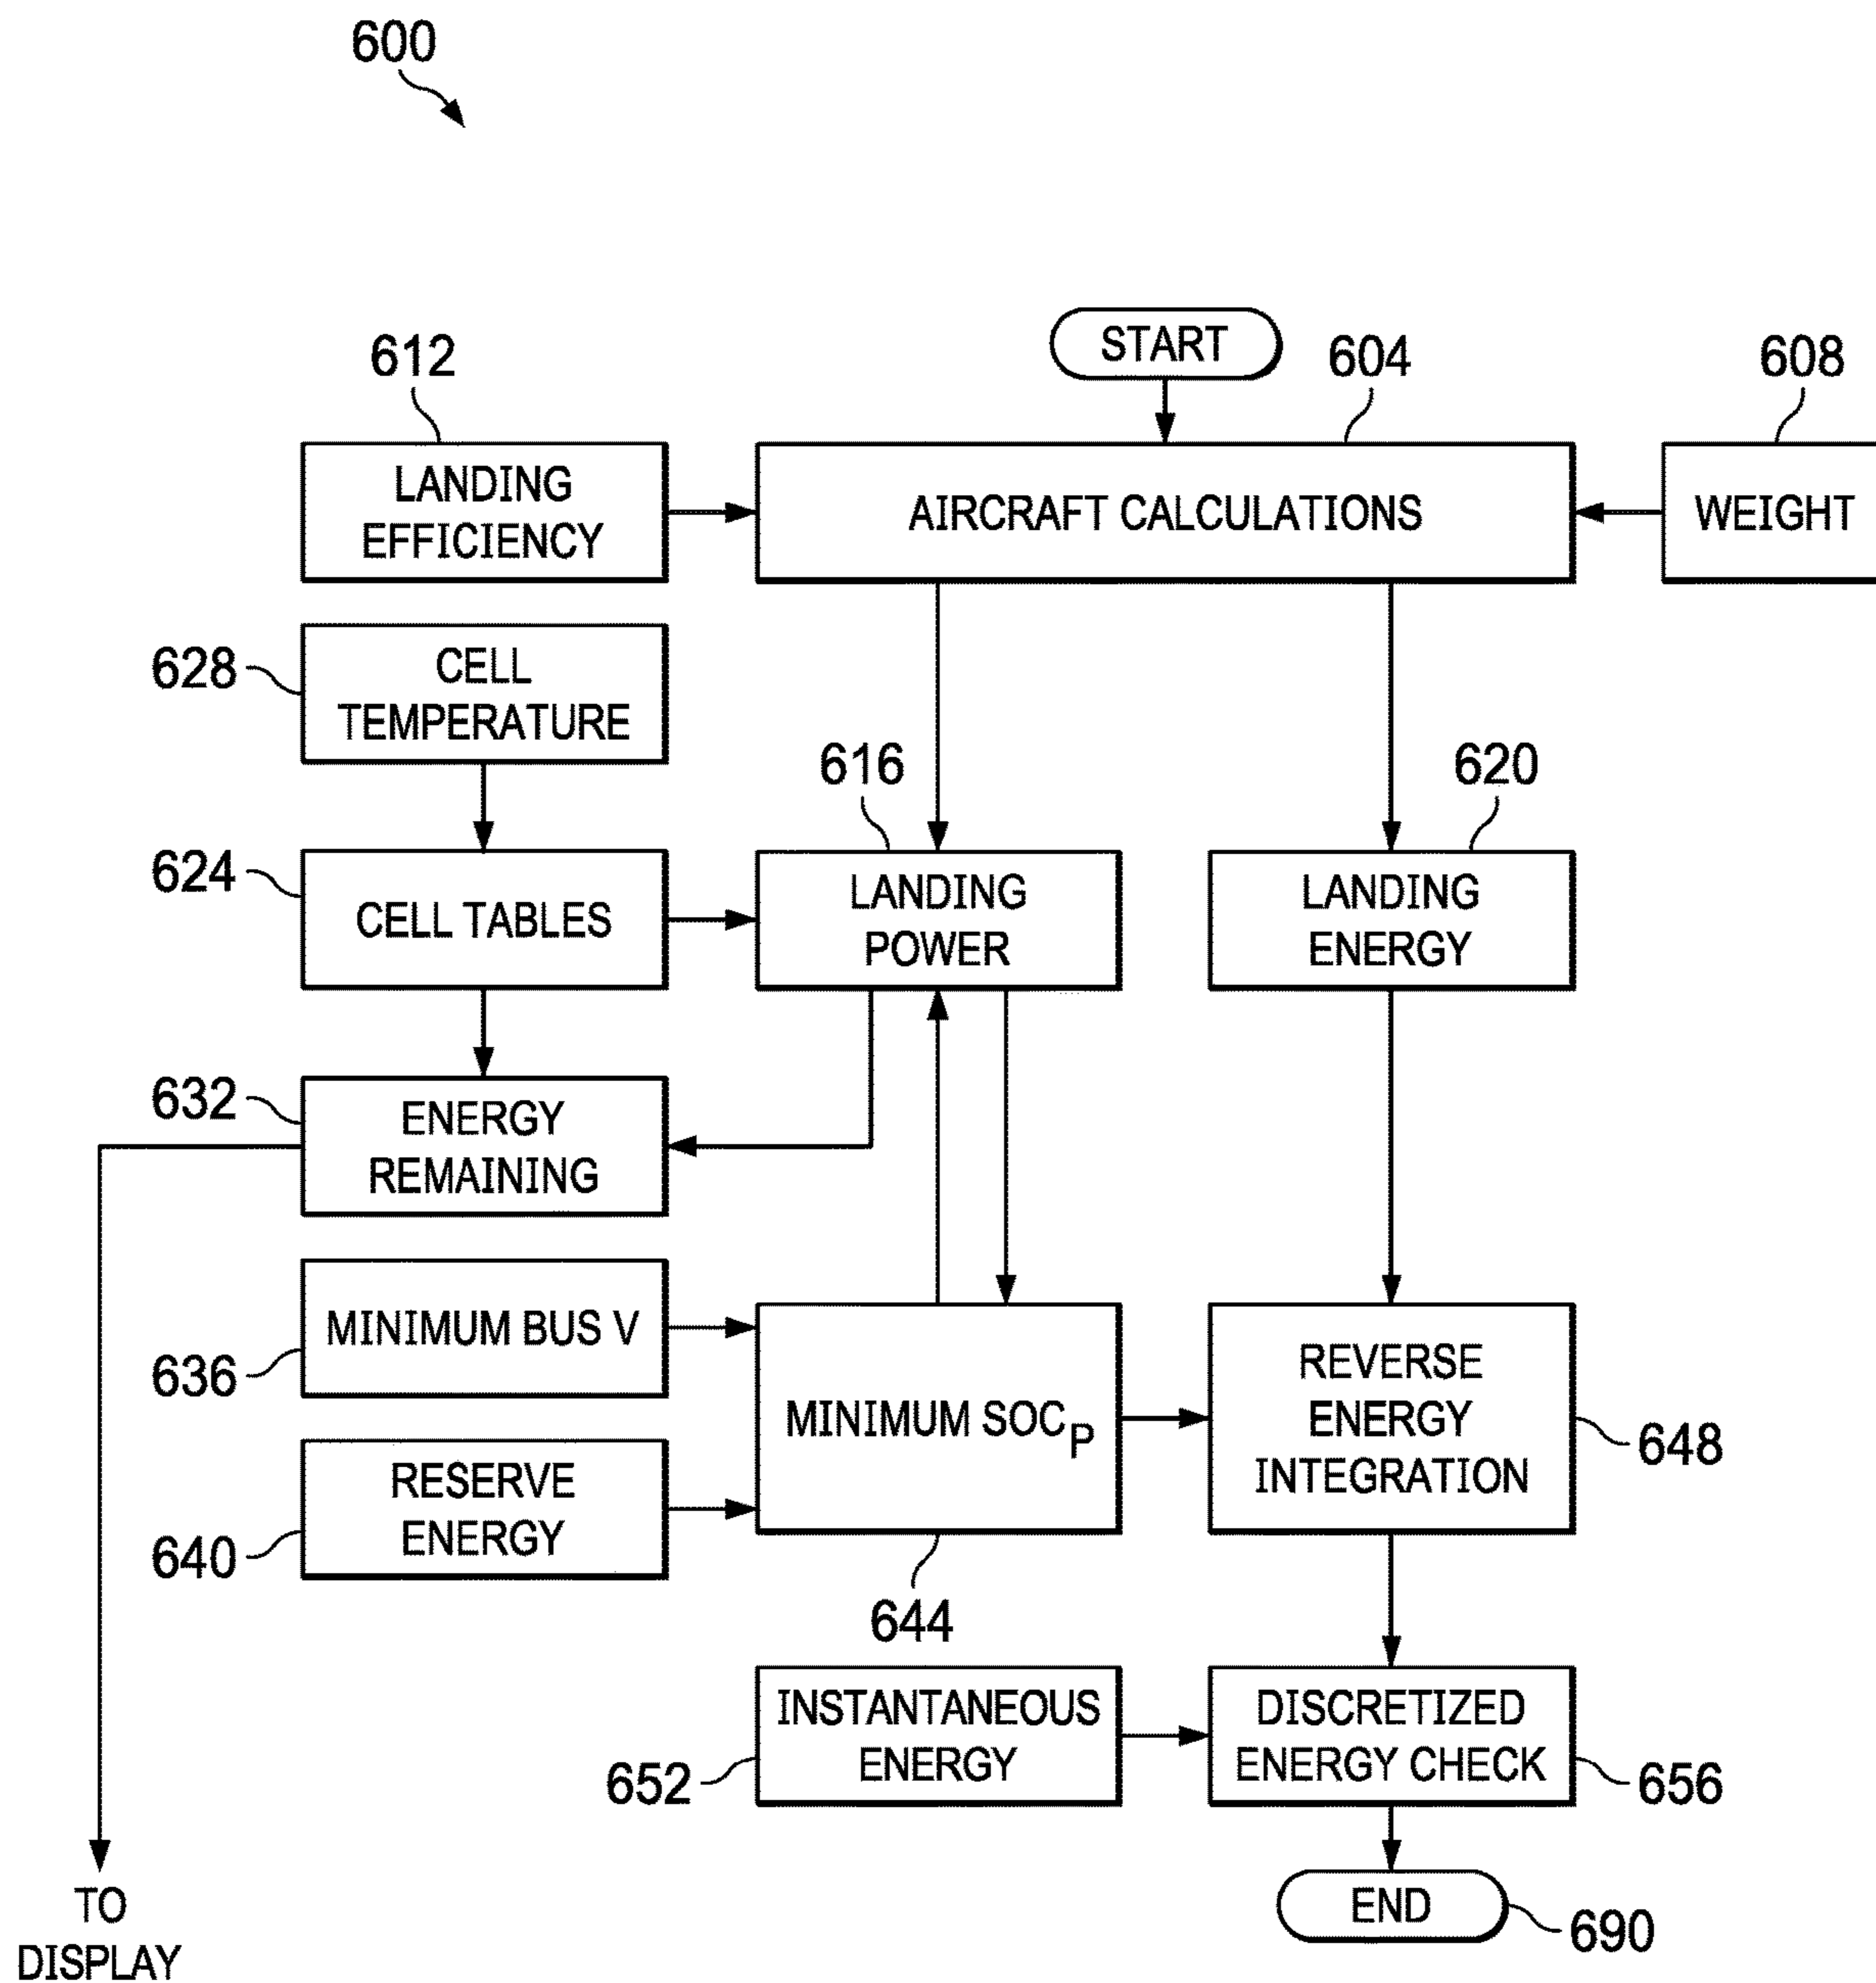 600
START
612
604
608
LANDING
EFFICIENCY
AIRCRAFT CALCULATIONS
WEIGHT
628
CELL
TEMPERATURE
616
620
624
CELL TABLES
LANDING
POWER
LANDING
ENERGY
632
ENERGY
REMAINING
MINIMUM BUS V
636
MINIMUM SOCP
REVERSE
ENERGY
INTEGRATION
648
RESERVE
ENERGY
640
644
INSTANTANEOUS
ENERGY
652
DISCRETIZED
ENERGY CHECK
656
TO
DISPLAY
END
690